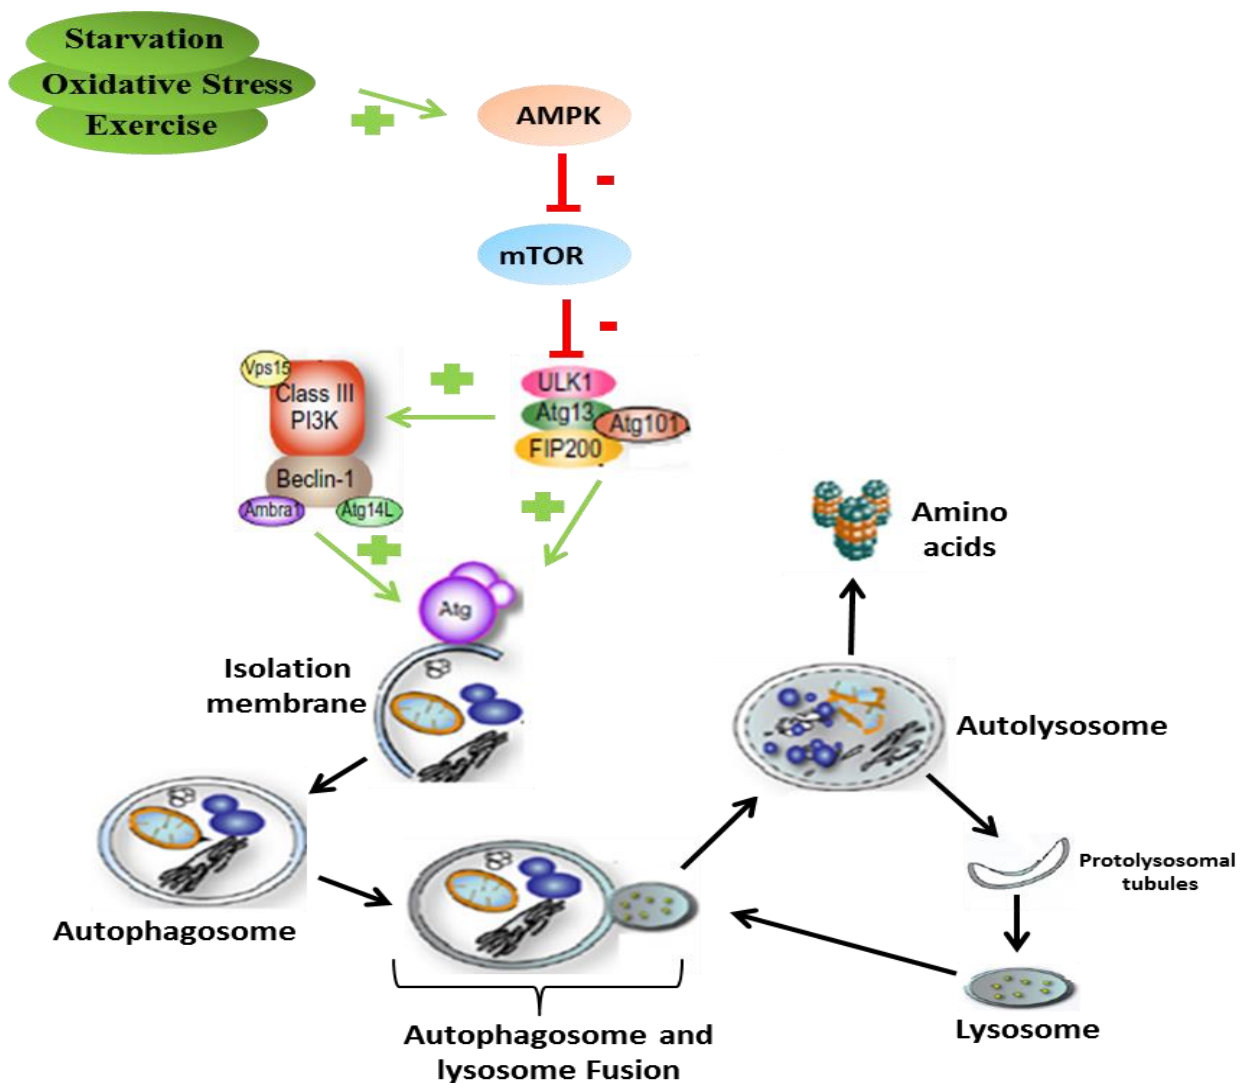 Starvation
Oxidative Stress
Exercise
AMPK
-
mTOR
-
Vps15
Class III
PI3K
Beclin-1
Ambra1
Atg14L
ULK1
Atg13
Atg101
FIP200
Atg
Isolation
membrane
Amino
acids
Autolysosome
Autophagosome
Protolysosomal
tubules
Lysosome
Autophagosome and
lysosome Fusion